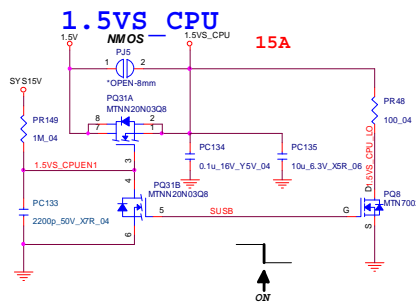 1.5VS_CPU
1.5V
NMOS
1.5VS_CPU
15A
PJ5
1
2
*OPEN-8mm
SYS15V
PQ31A
MTNN20N03Q8
8
7
2
1
PR149
1M_04
3
PR48
100_04
PC134
0.1u_16V_Y5V_04
PC135
10u_6.3V_X5R_06
1.5VS_CPUEN1
4
PQ31B
MTNN20N03Q8
1.5VS_CPU_LO
PC133
2200p_50V_X7R_04
5
SUSB
6
D
G
S
PQ8
ON